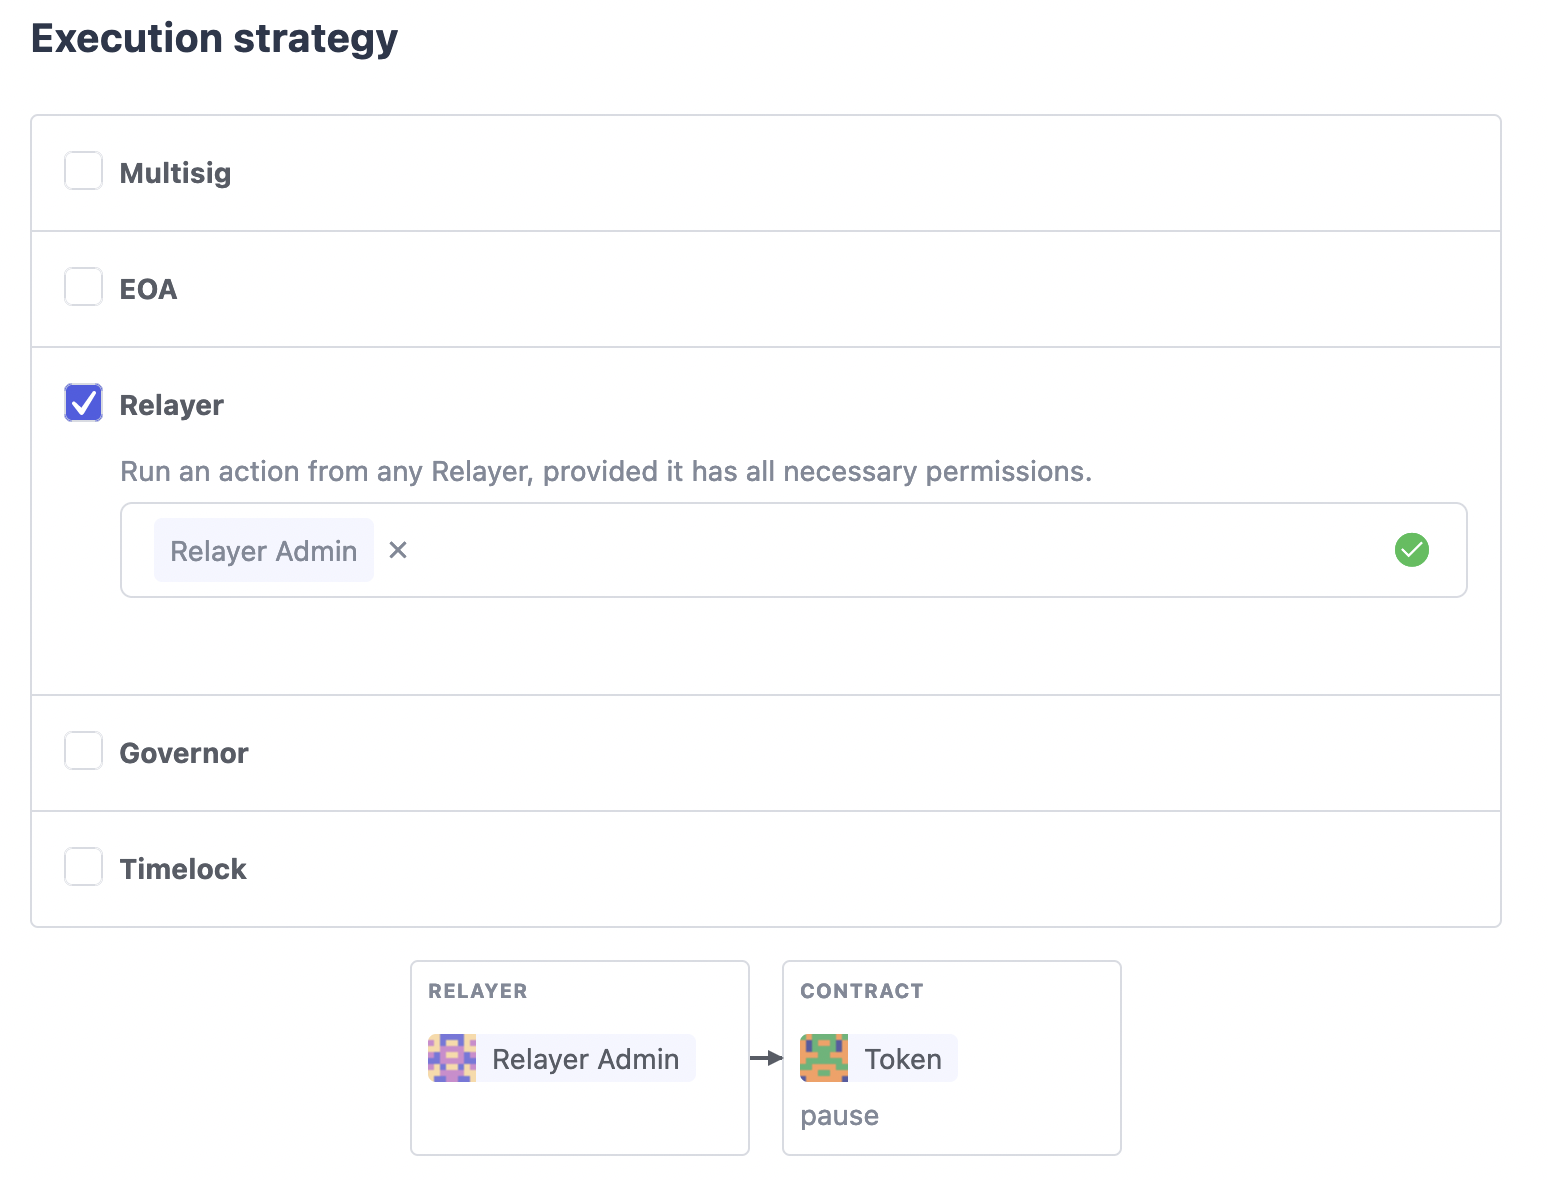 Execution strategy
Multisig
EOA
Relayer
Run an action from any Relayer, provided it has all necessary permissions.
Relayer Admin ×
Governor
Timelock
RELAYER
Relayer Admin
CONTRACT
Token
pause